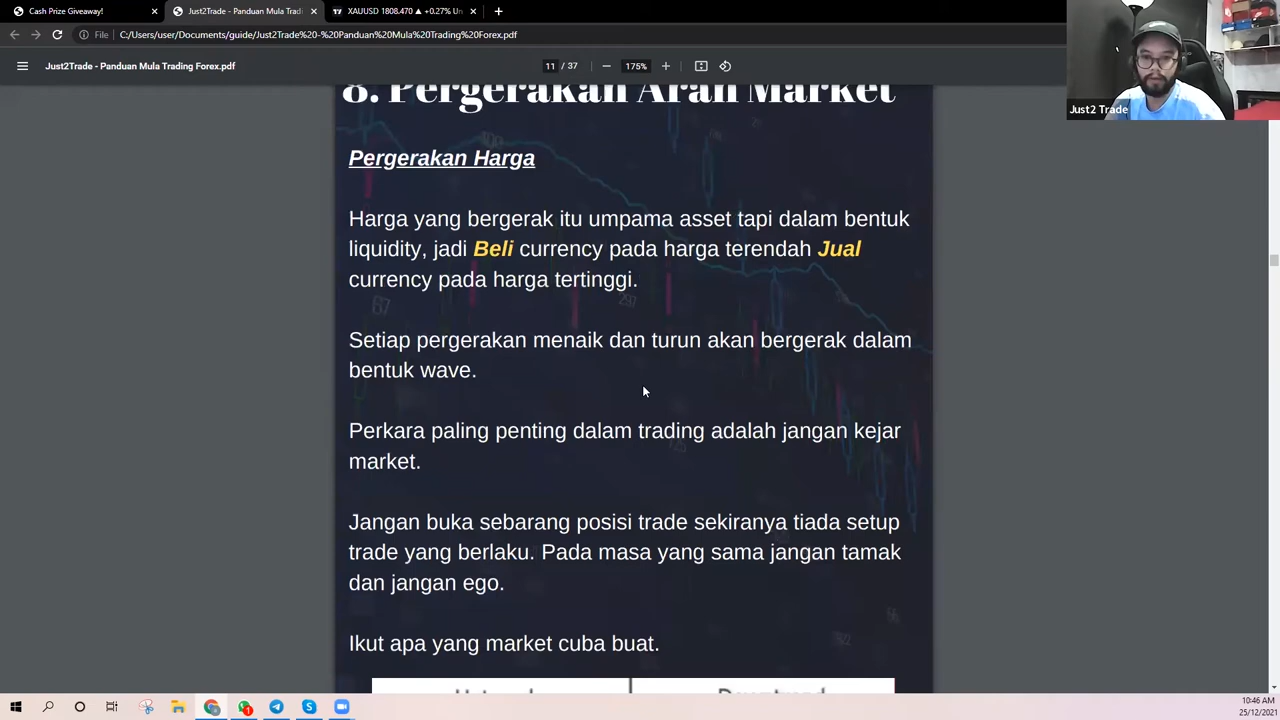 Cash Prize Giveaway!
Just2Trade - Panduan Mula Tradi
XAUUSD 1808.470 ▲ +0.27% Un
File
C:/Users/user/Documents/guide/Just2Trade%20-%20Panduan%20Mula%20Trading%20Forex.pdf
Just2Trade - Panduan Mula Trading Forex.pdf
11 / 37
175%
Just2 Trade
8. Pergerakan Arah Market
Pergerakan Harga
Harga yang bergerak itu umpama asset tapi dalam bentuk
liquidity, jadi Beli currency pada harga terendah Jual
currency pada harga tertinggi.
Setiap pergerakan menaik dan turun akan bergerak dalam
bentuk wave.
Perkara paling penting dalam trading adalah jangan kejar
market.
Jangan buka sebarang posisi trade sekiranya tiada setup
trade yang berlaku. Pada masa yang sama jangan tamak
dan jangan ego.
Ikut apa yang market cuba buat.
10:46 AM
25/12/2021